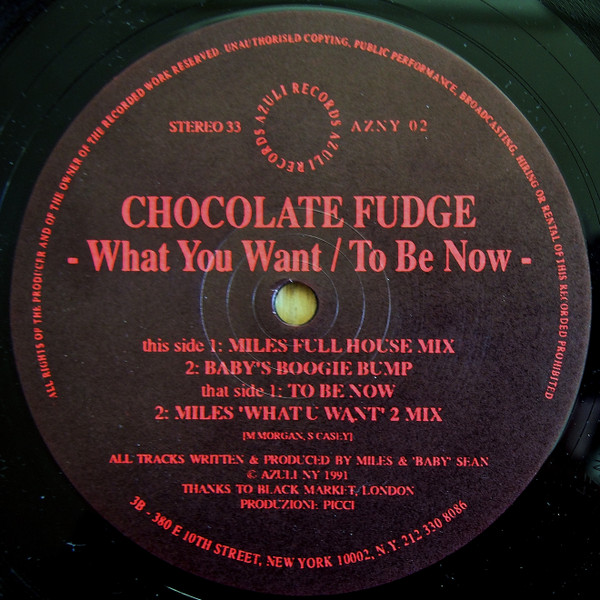 ALL RIGHTS OF THE PRODUCER AND OF THE OWNER OF THE RECORDED WORK RESERVED. UNAUTHORISED COPYING, PUBLIC PERFORMANCE, BROADCASTING, HIRING OR RENTAL OF THIS RECORDED PROHIBITED
AZULI RECORDS AZULI RECORDS
STEREO 33
AZNY 02
CHOCOLATE FUDGE
- What You Want / To Be Now -
this side 1: MILES FULL HOUSE MIX
2: BABY'S BOOGIE BUMP
that side 1: TO BE NOW
2: MILES 'WHAT U WANT' 2 MIX
[M MORGAN, S CASEY]
ALL TRACKS WRITTEN & PRODUCED BY MILES & 'BABY' SEAN
© AZULI NY 1991
THANKS TO BLACK MARKET/LONDON
PRODUZIONE PICCI
3B - 380 E 10TH STREET, NEW YORK 10002, N.Y. 212 330 8086